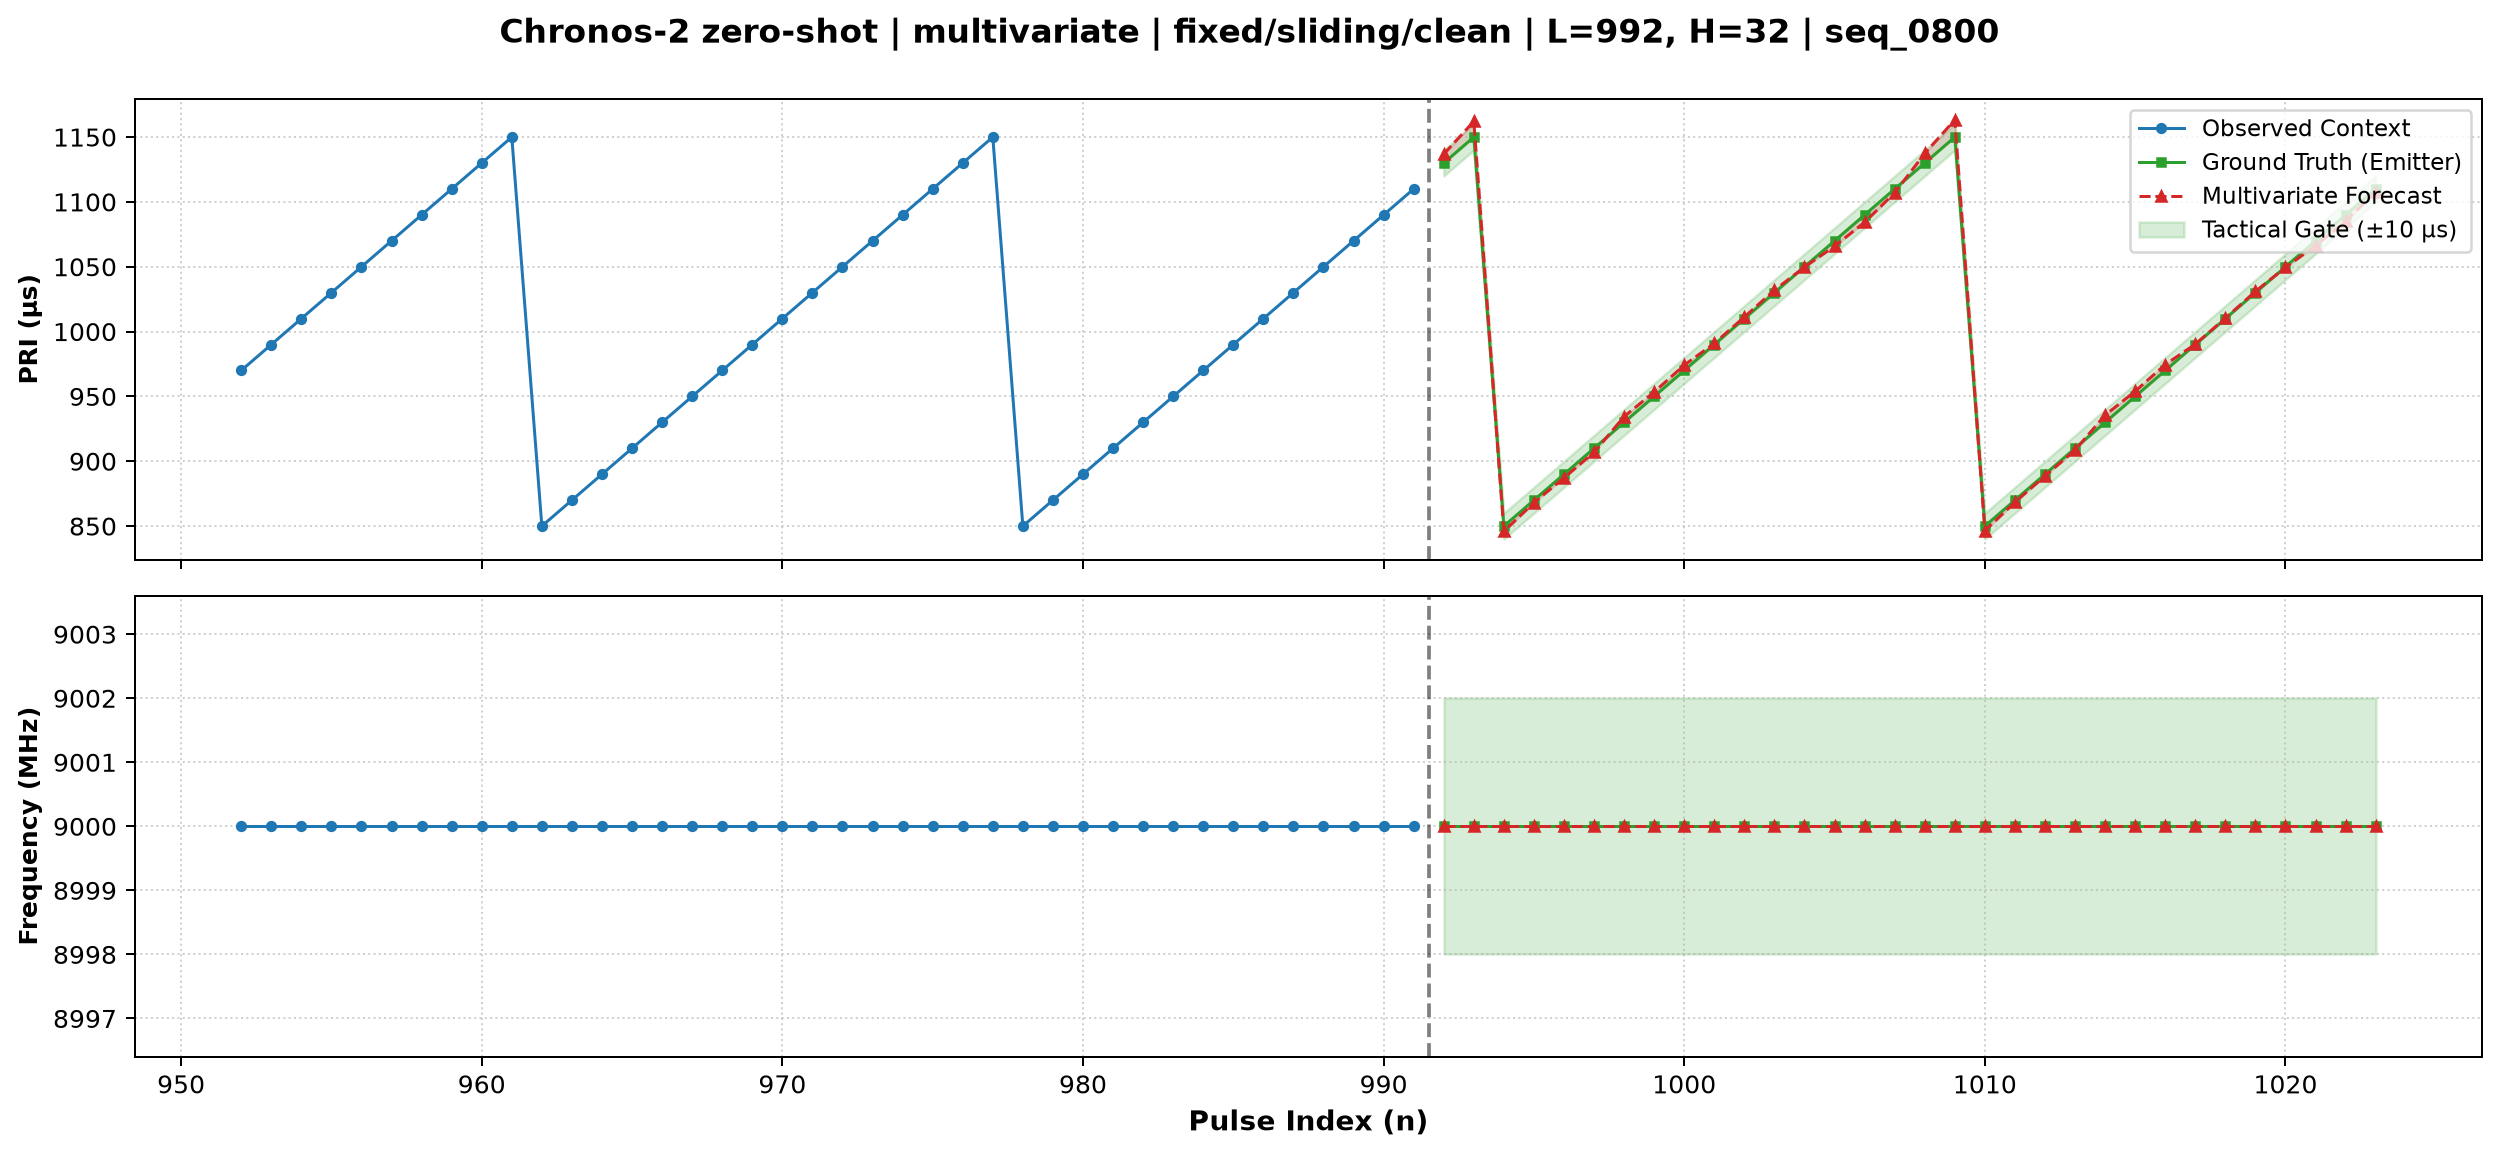 Chronos-2 zero-shot | multivariate | fixed/sliding/clean | L=992, H=32 | seq_0800
PRI (µs)
1150
1100
1050
1000
950
900
850
Observed Context
Ground Truth (Emitter)
Multivariate Forecast
Tactical Gate (±10 µs)
Frequency (MHz)
9003
9002
9001
9000
8999
8998
8997
950 960 970 980 990 1000 1010 1020
Pulse Index (n)